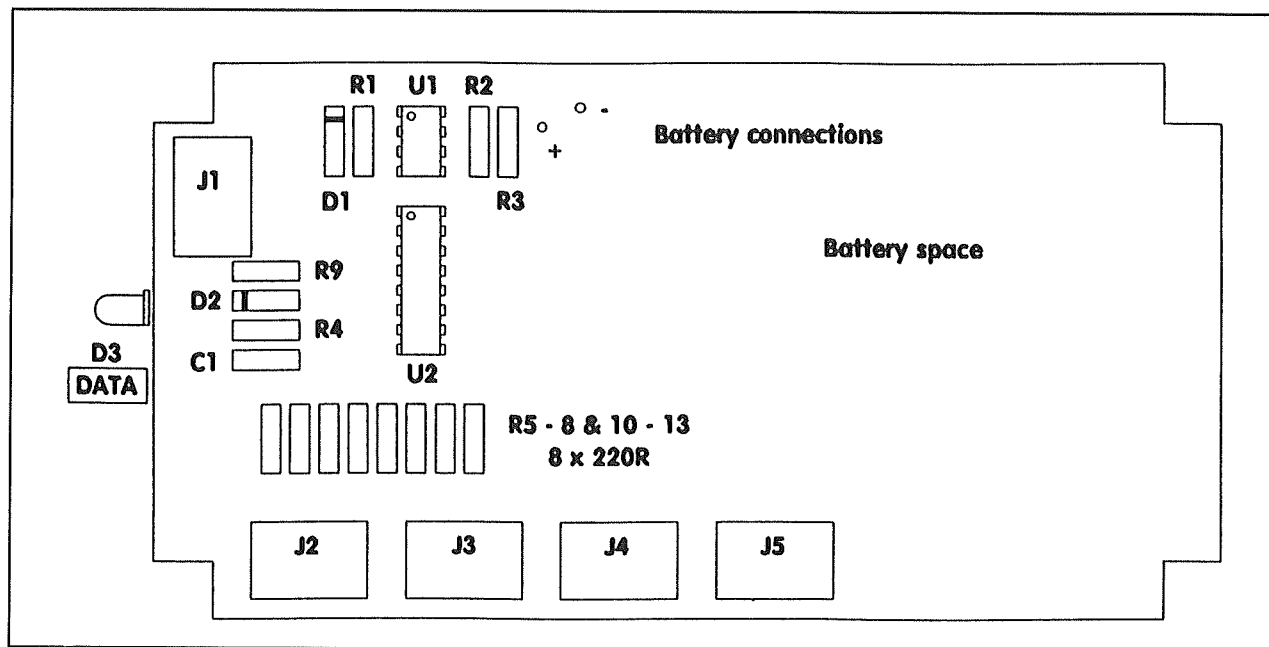 R1 U1 R2
-
+
Battery connections
J1
D1
R3
Battery space
R9
D2
R4
D3
C1
U2
DATA
R5 - 8 & 10 - 13
8 x 220R
J2 J3 J4 J5